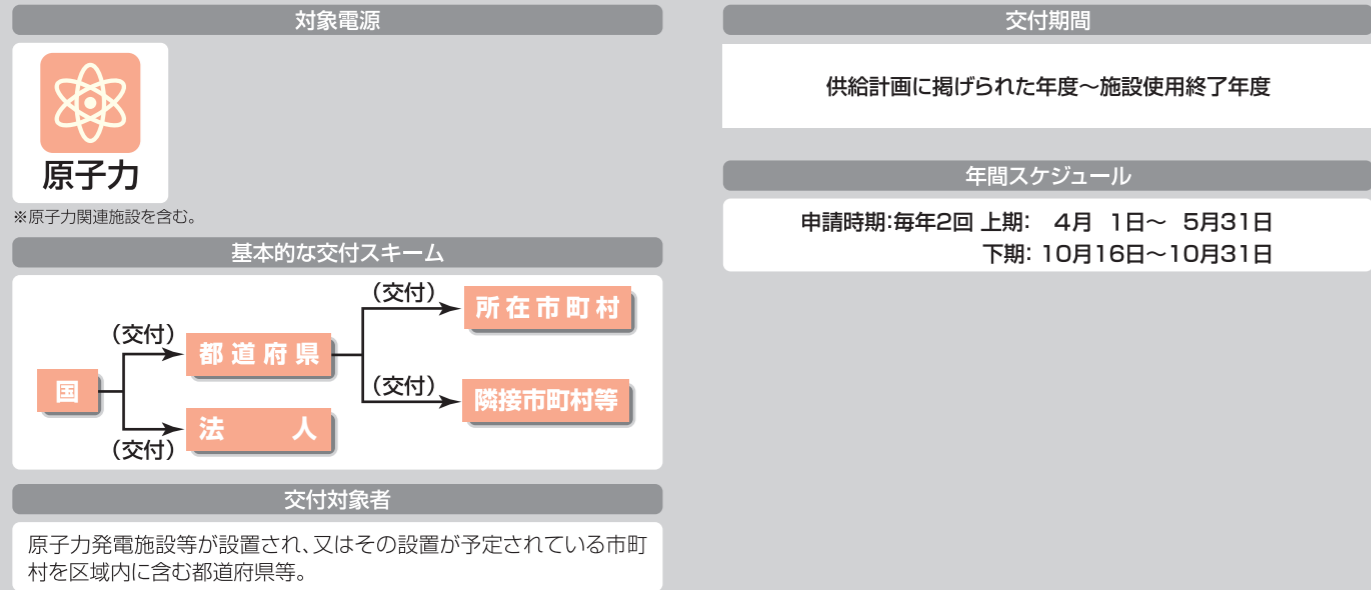 対象電源
原子力
※原子力関連施設を含む。
基本的な交付スキーム
(交付)
所在市町村
(交付)
都道府県
国
(交付)
隣接市町村等
法　人
(交付)
交付対象者
原子力発電施設等が設置され、又はその設置が予定されている市町
村を区域内に含む都道府県等。
交付期間
供給計画に掲げられた年度～施設使用終了年度
年間スケジュール
申請時期:毎年2回 上期: 4月 1日～ 5月31日
下期: 10月16日～10月31日